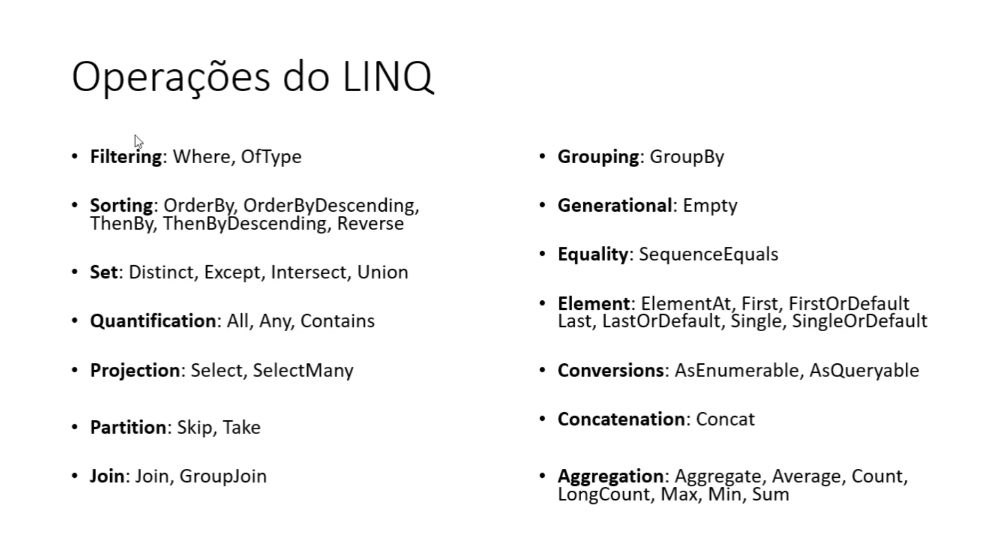 Operações do LINQ
• Filtering: Where, OfType
• Sorting: OrderBy, OrderByDescending,
ThenBy, ThenByDescending, Reverse
• Set: Distinct, Except, Intersect, Union
• Quantification: All, Any, Contains
• Projection: Select, SelectMany
• Partition: Skip, Take
• Join: Join, GroupJoin
• Grouping: GroupBy
• Generational: Empty
• Equality: SequenceEquals
• Element: ElementAt, First, FirstOrDefault
Last, LastOrDefault, Single, SingleOrDefault
• Conversions: AsEnumerable, AsQueryable
• Concatenation: Concat
• Aggregation: Aggregate, Average, Count,
LongCount, Max, Min, Sum